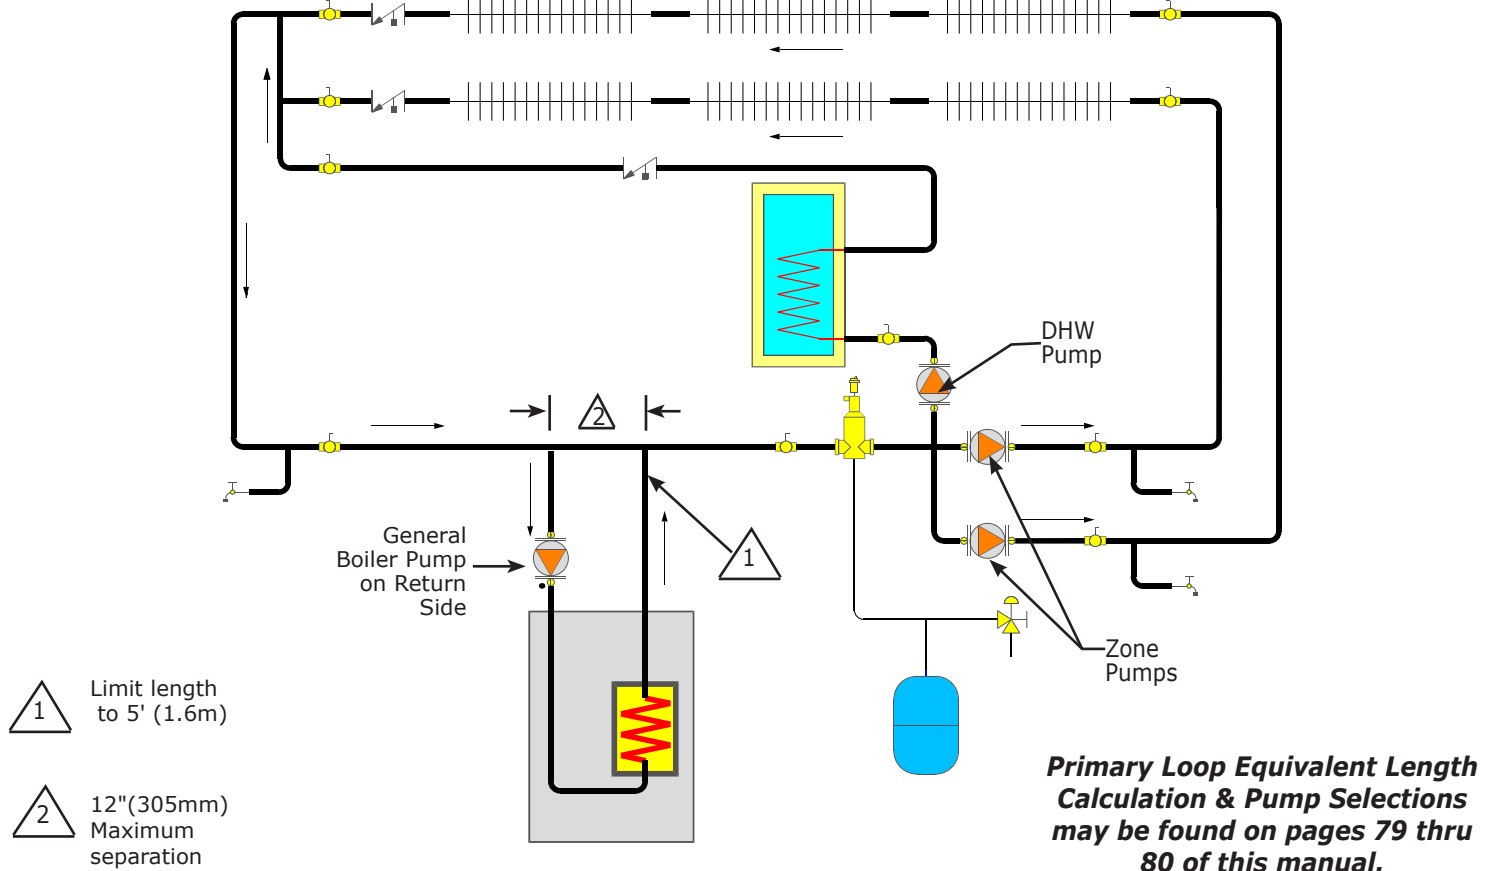 DHW
Pump
2
General
Boiler Pump
on Return
Side
1
Zone
Pumps
1
Limit length
to 5' (1.6m)
2
12"(305mm)
Maximum
separation
Primary Loop Equivalent Length
Calculation & Pump Selections
may be found on pages 79 thru
80 of this manual.